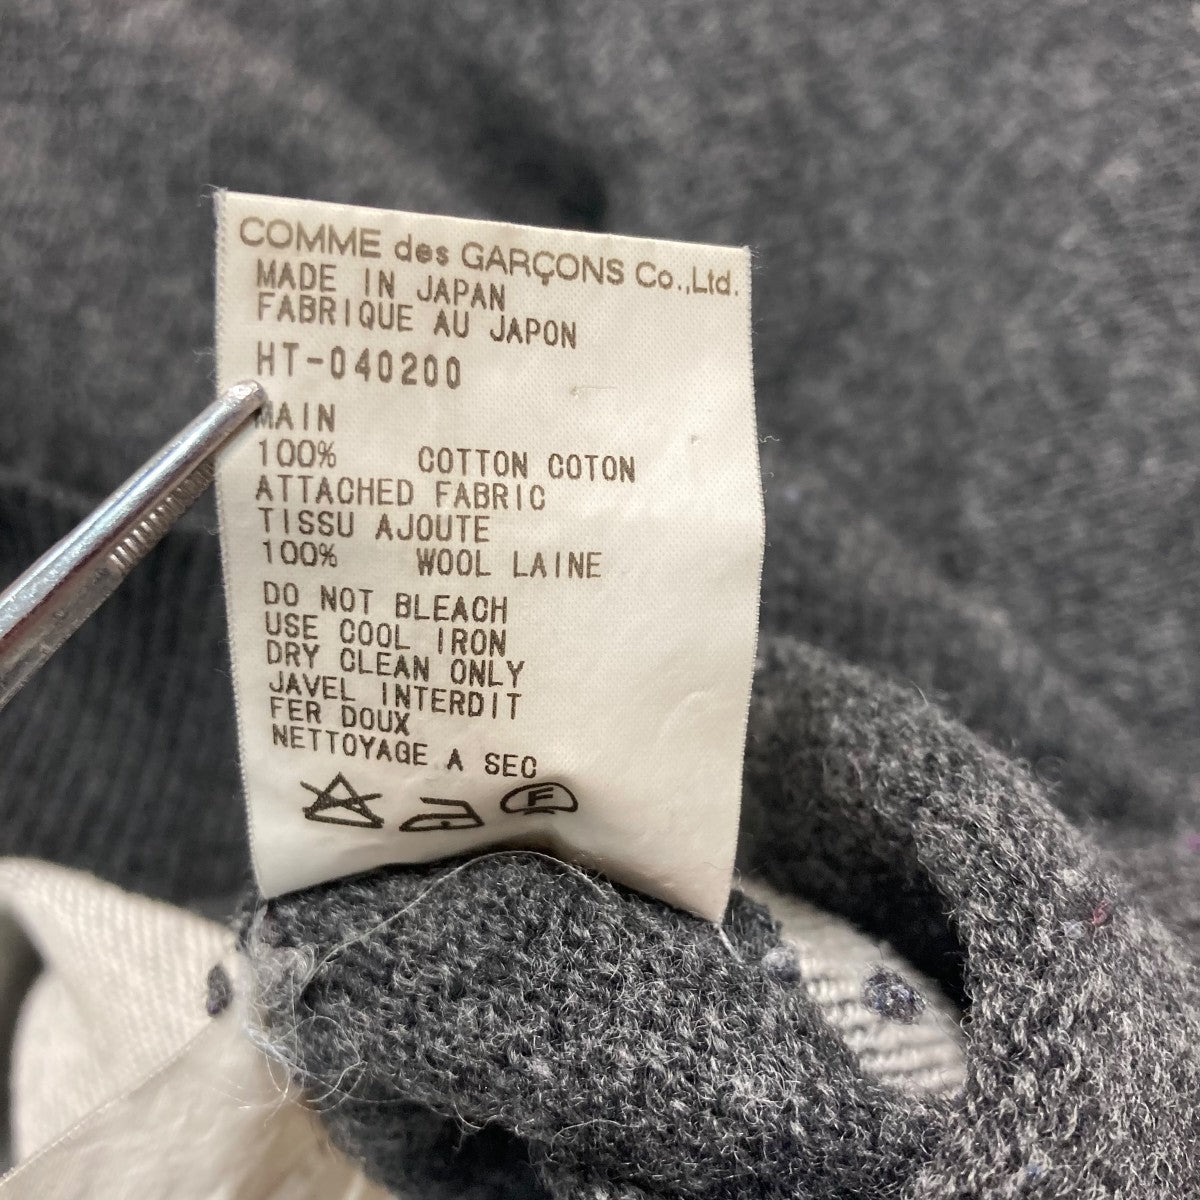 COMME des GARÇONS Co.,Ltd.
MADE IN JAPAN
FABRIQUE AU JAPON
HT-040200
MAIN
100% COTTON COTON
ATTACHED FABRIC
TISSU AJOUTE
100% WOOL LAINE
DO NOT BLEACH
USE COOL IRON
DRY CLEAN ONLY
JAVEL INTERDIT
FER DOUX
NETTOYAGE A SEC
F